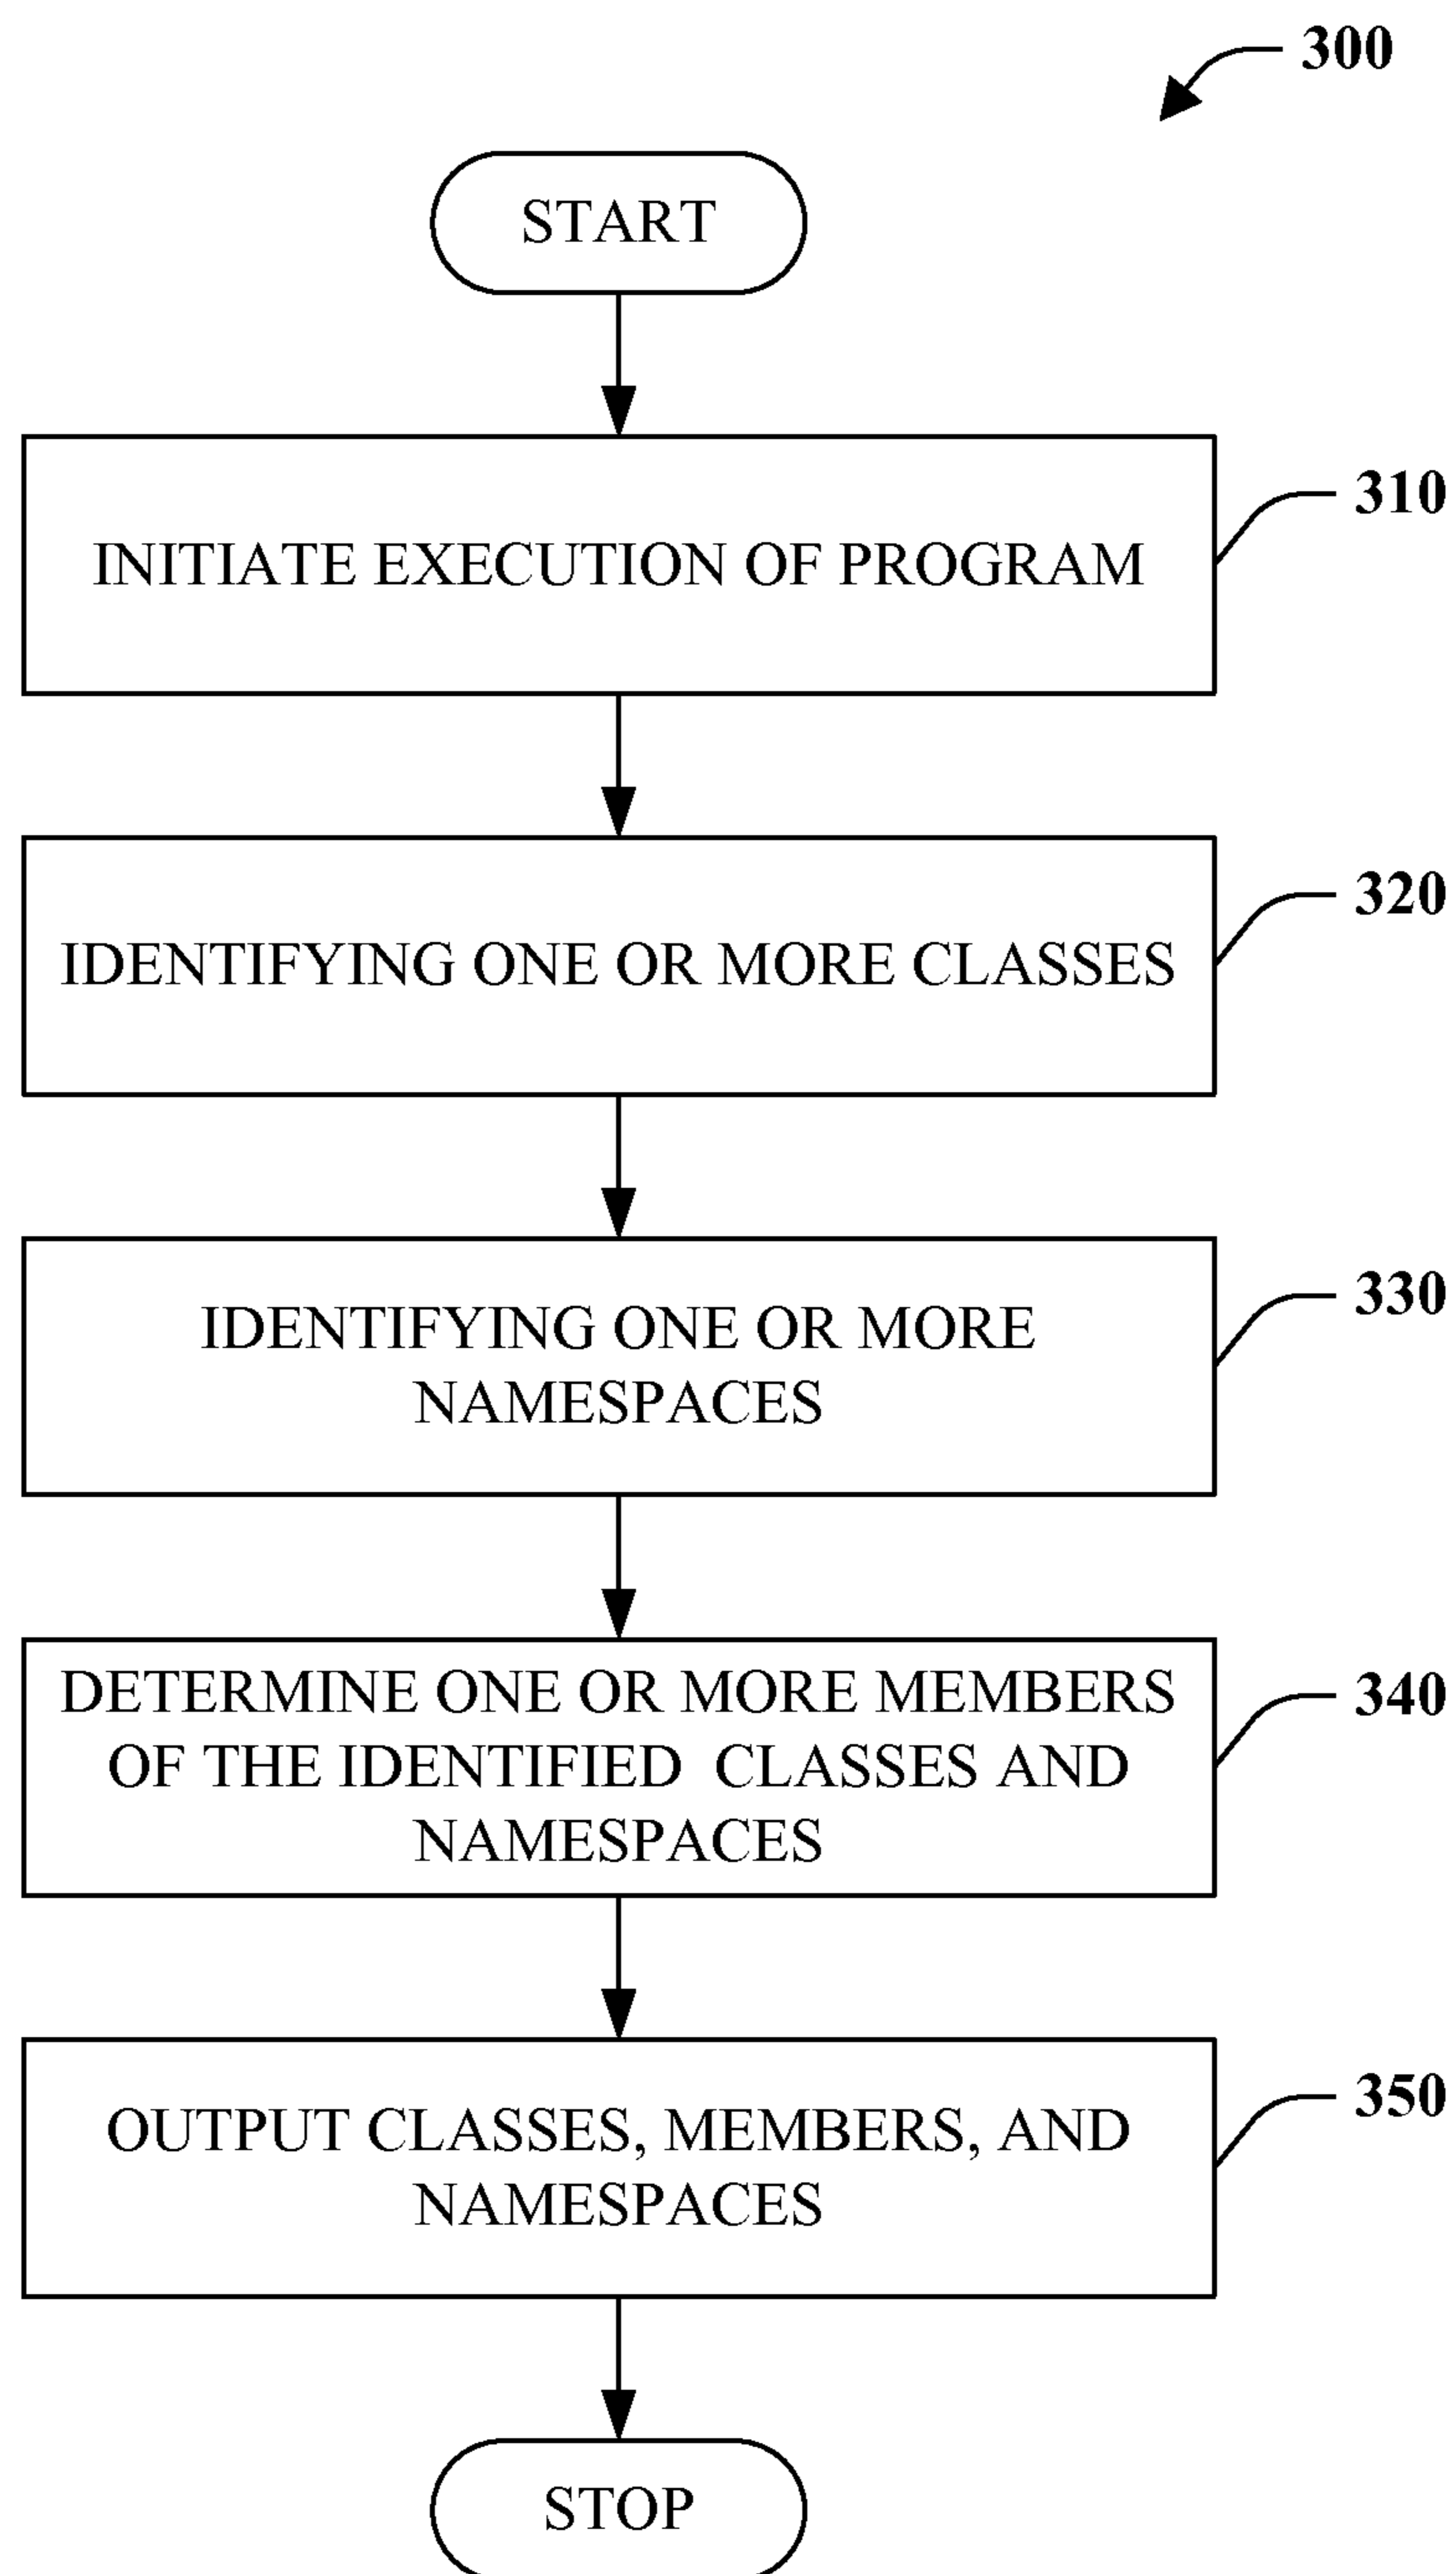 300
START
310
INITIATE EXECUTION OF PROGRAM
320
IDENTIFYING ONE OR MORE CLASSES
330
IDENTIFYING ONE OR MORE
NAMESPACES
340
DETERMINE ONE OR MORE MEMBERS
OF THE IDENTIFIED CLASSES AND
NAMESPACES
350
OUTPUT CLASSES, MEMBERS, AND
NAMESPACES
STOP